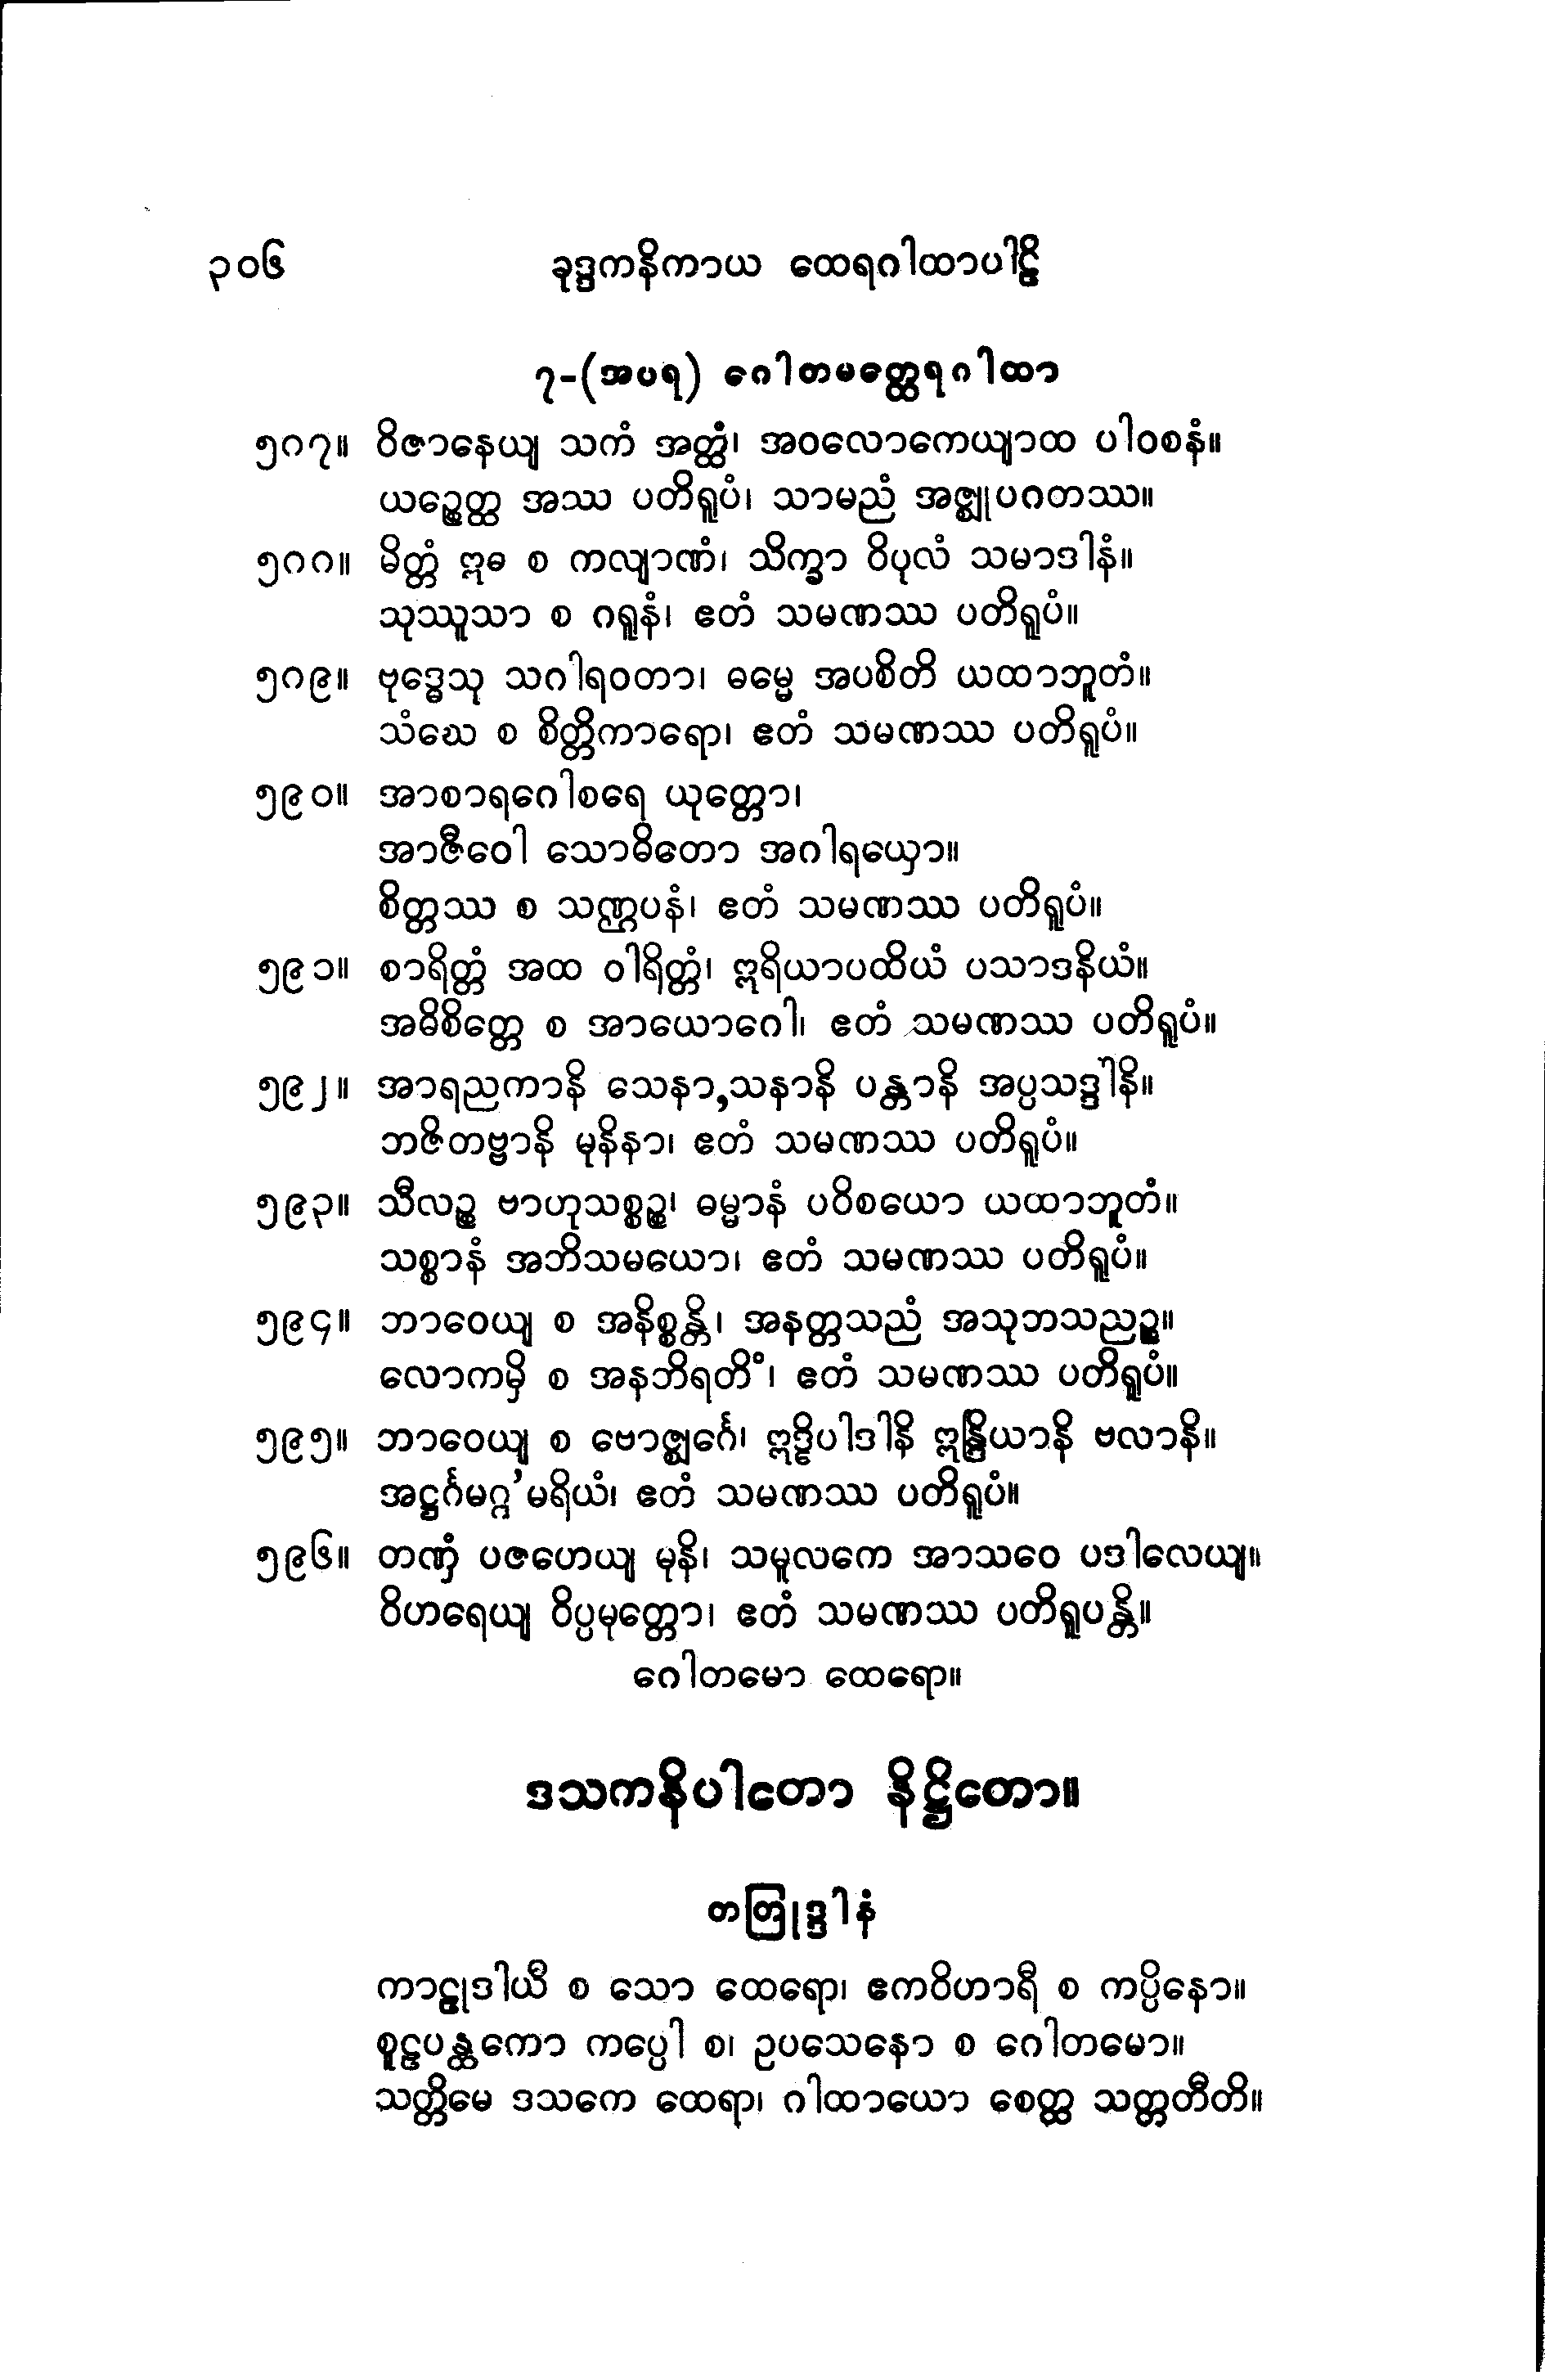 ၃၀၆ ခုဒ္ဒကနိကာယ ထေရဂါထာပါဠိ
၇-(အပရ) ဂေါတမတ္ထေရဂါထာ
၅၈၇။ ဝိဇာနေယျ သကံ အတ္ထံ၊ အဝလောကေယျာထ ပါဝစနံ။
ယဉ္စေတ္ထ အဿ ပတိရူပံ၊ သာမညံ အဇ္ဈုပဂတဿ။
၅၈၈။ မိတ္တံ ဣဓ စ ကလျာဏံ၊ သိက္ခာ ဝိပုလံ သမာဒါနံ။
သုဿူသာ စ ဂရူနံ၊ ဧတံ သမဏဿ ပတိရူပံ။
၅၈၉။ ဗုဒ္ဓေသု သဂါရဝတာ၊ ဓမ္မေ အပစိတိ ယထာဘူတံ။
သံဃေ စ စိတ္တိကာရော၊ ဧတံ သမဏဿ ပတိရူပံ။
၅၉၀။ အာစာရဂေါစရေ ယုတ္တော၊
အာဇီဝေါ သောဓိတော အဂါရယှော။
စိတ္တဿ စ သဏ္ဌပနံ၊ ဧတံ သမဏဿ ပတိရူပံ။
၅၉၁။ စာရိတ္တံ အထ ဝါရိတ္တံ၊ ဣရိယာပထိယံ ပသာဒနိယံ။
အဓိစိတ္တေ စ အာယောဂေါ၊ ဧတံ သမဏဿ ပတိရူပံ။
၅၉၂။ အာရညကာနိ သေနာ,သနာနိ ပန္တာနိ အပ္ပသဒ္ဒါနိ။
ဘဇိတဗ္ဗာနိ မုနိနာ၊ ဧတံ သမဏဿ ပတိရူပံ။
၅၉၃။ သီလဉ္စ ဗာဟုသစ္စဉ္စ၊ ဓမ္မာနံ ပဝိစယော ယထာဘူတံ။
သစ္စာနံ အဘိသမယော၊ ဧတံ သမဏဿ ပတိရူပံ။
၅၉၄။ ဘာဝေယျ စ အနိစ္စန္တိ၊ အနတ္တသညံ အသုဘသညဉ္စ။
လောကမှိ စ အနဘိရတိံ၊ ဧတံ သမဏဿ ပတိရူပံ။
၅၉၅။ ဘာဝေယျ စ ဗောဇ္ဈင်္ဂေ၊ ဣဒ္ဓိပါဒါနိ ဣန္ဒြိယာနိ ဗလာနိ။
အဋ္ဌင်္ဂမဂ္ဂ'မရိယံ၊ ဧတံ သမဏဿ ပတိရူပံ။
၅၉၆။ တဏှံ ပဇဟေယျ မုနိ၊ သမူလကေ အာသဝေ ပဒါလေယျ။
ဝိဟရေယျ ဝိပ္ပမုတ္တော၊ ဧတံ သမဏဿ ပတိရူပန္တိ။
ဂေါတမော ထေရော။
ဒသကနိပါတော နိဋ္ဌိတော။
တတြုဒ္ဒါနံ
ကာဠုဒါယီ စ သော ထေရော၊ ဧကဝိဟာရီ စ ကပ္ပိနော။
စူဠပန္ထကော ကပ္ပေါ စ၊ ဥပသေနော စ ဂေါတမော။
သတ္တိမေ ဒသကေ ထေရာ၊ ဂါထာယော စေတ္ထ သတ္တတီတိ။